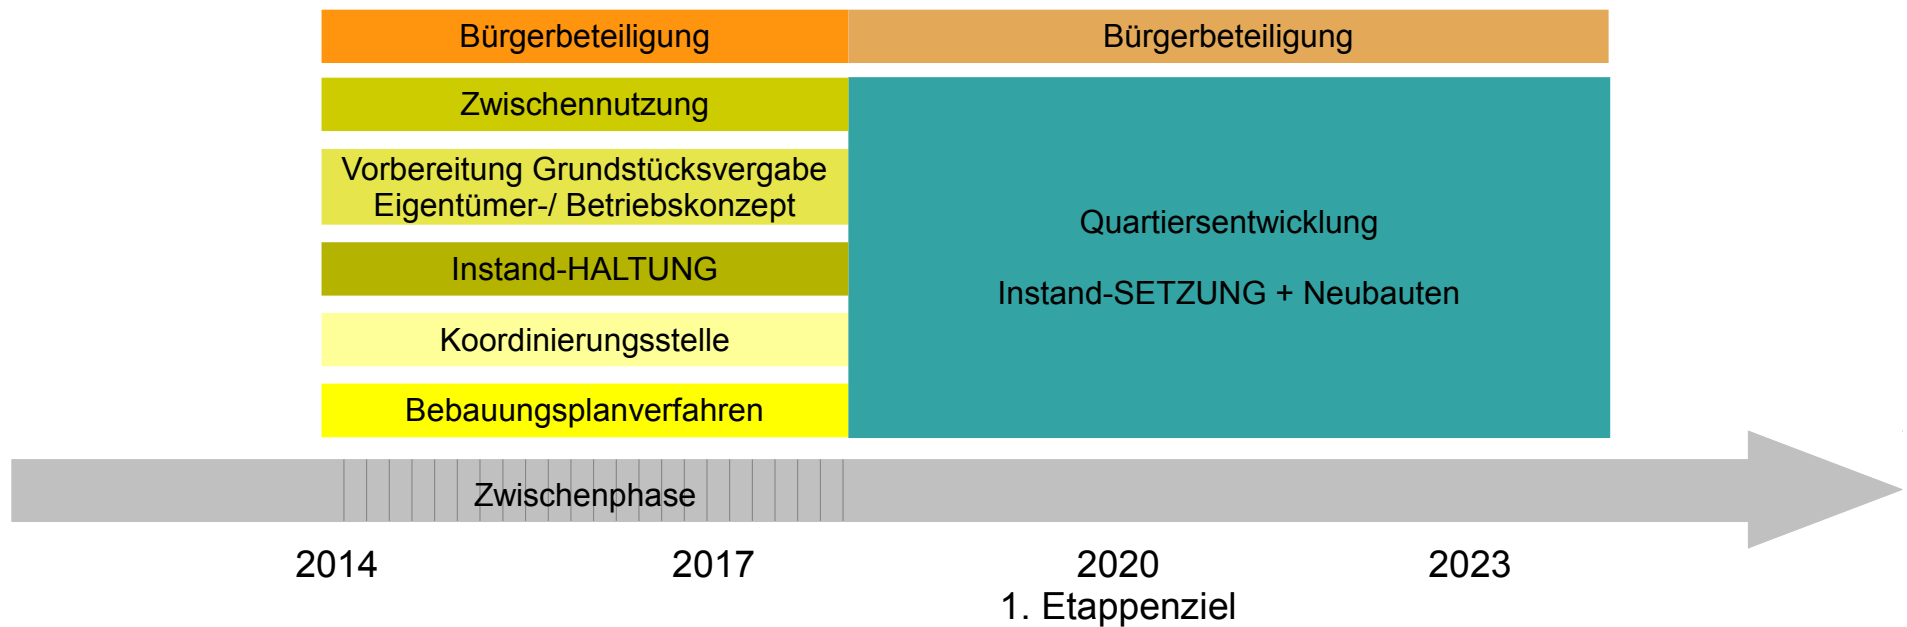 Bürgerbeteiligung
Bürgerbeteiligung
Zwischennutzung
Vorbereitung Grundstücksvergabe
Eigentümer-/ Betriebskonzept
Instand-HALTUNG
Koordinierungsstelle
Bebauungsplanverfahren
Quartiersentwicklung
Instand-SETZUNG + Neubauten
Zwischenphase
2014
2017
2020
2023
1. Etappenziel